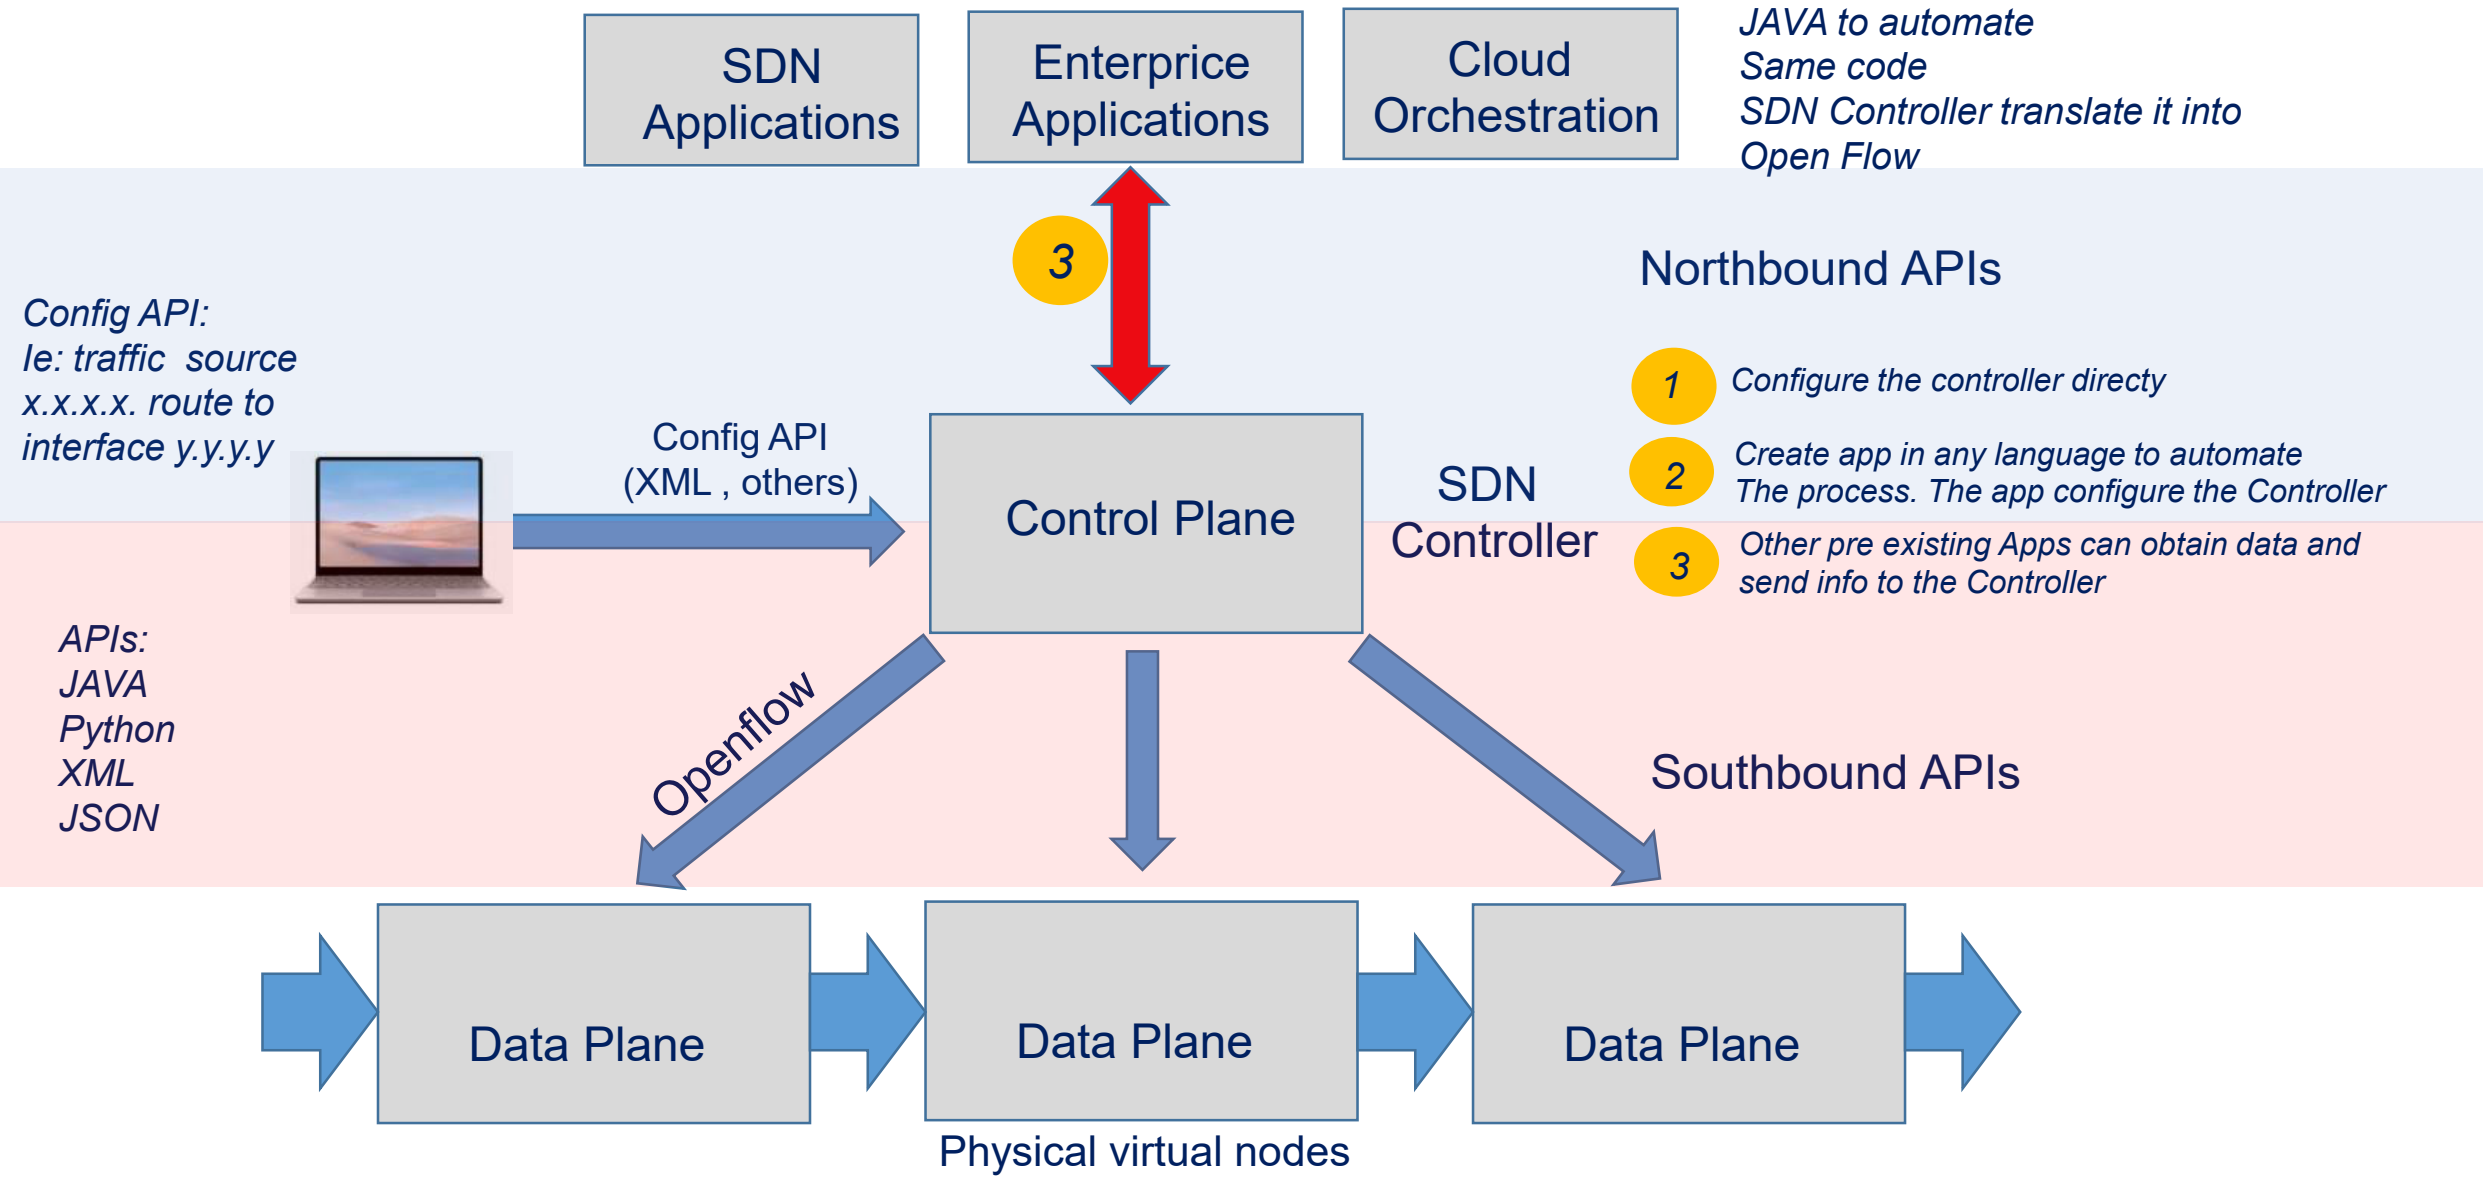 SDN
Applications
Enterprice
Applications
Cloud
Orchestration
JAVA to automate
Same code
SDN Controller translate it into
Open Flow
3
Northbound APIs
Config API:
Ie: traffic  source
x.x.x.x. route to
interface y.y.y.y
1
Configure the controller directy
2
Create app in any language to automate
The process. The app configure the Controller
3
Other pre existing Apps can obtain data and
send info to the Controller
Config API
(XML , others)
Control Plane
SDN
Controller
APIs:
JAVA
Python
XML
JSON
Openflow
Southbound APIs
Data Plane
Data Plane
Data Plane
Physical virtual nodes